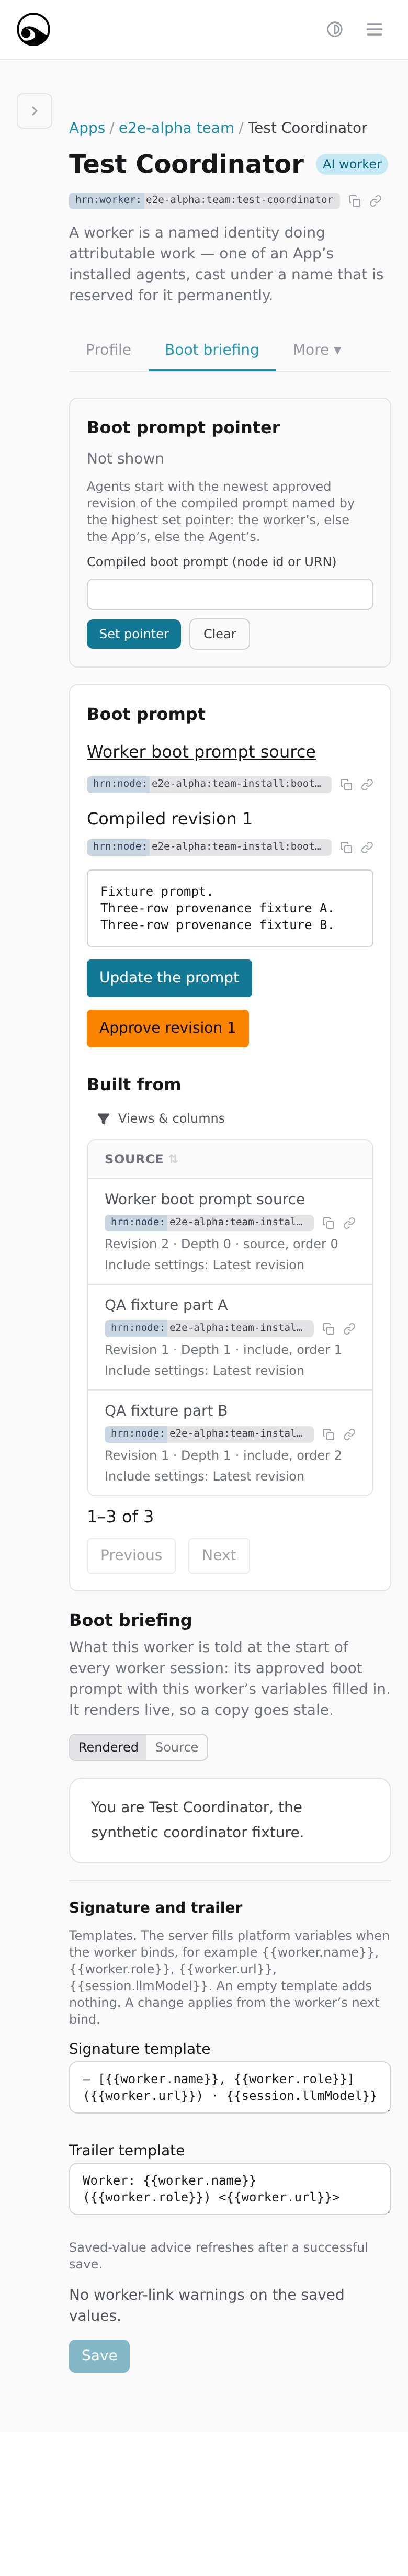 Apps / e2e-alpha team / Test Coordinator
Test Coordinator AI worker
hrn:worker: e2e-alpha:team:test-coordinator
A worker is a named identity doing
attributable work — one of an App’s
installed agents, cast under a name that is
reserved for it permanently.
Profile Boot briefing More ▾
Boot prompt pointer
Not shown
Agents start with the newest approved
revision of the compiled prompt named by
the highest set pointer: the worker’s, else
the App’s, else the Agent’s.
Compiled boot prompt (node id or URN)
Set pointer Clear
Boot prompt
Worker boot prompt source
hrn:node: e2e-alpha:team-install:boot…
Compiled revision 1
hrn:node: e2e-alpha:team-install:boot…
Fixture prompt.
Three-row provenance fixture A.
Three-row provenance fixture B.
Update the prompt
Approve revision 1
Built from
Views & columns
SOURCE ⇅
Worker boot prompt source
hrn:node: e2e-alpha:team-instal…
Revision 2 · Depth 0 · source, order 0
Include settings: Latest revision
QA fixture part A
hrn:node: e2e-alpha:team-instal…
Revision 1 · Depth 1 · include, order 1
Include settings: Latest revision
QA fixture part B
hrn:node: e2e-alpha:team-instal…
Revision 1 · Depth 1 · include, order 2
Include settings: Latest revision
1–3 of 3
Previous Next
Boot briefing
What this worker is told at the start of
every worker session: its approved boot
prompt with this worker’s variables filled in.
It renders live, so a copy goes stale.
Rendered Source
You are Test Coordinator, the
synthetic coordinator fixture.
Signature and trailer
Templates. The server fills platform variables when
the worker binds, for example {{worker.name}},
{{worker.role}}, {{worker.url}},
{{session.llmModel}}. An empty template adds
nothing. A change applies from the worker’s next
bind.
Signature template
— [{{worker.name}}, {{worker.role}}]
({{worker.url}}) · {{session.llmModel}}
Trailer template
Worker: {{worker.name}}
({{worker.role}}) <{{worker.url}}>
Saved-value advice refreshes after a successful
save.
No worker-link warnings on the saved
values.
Save